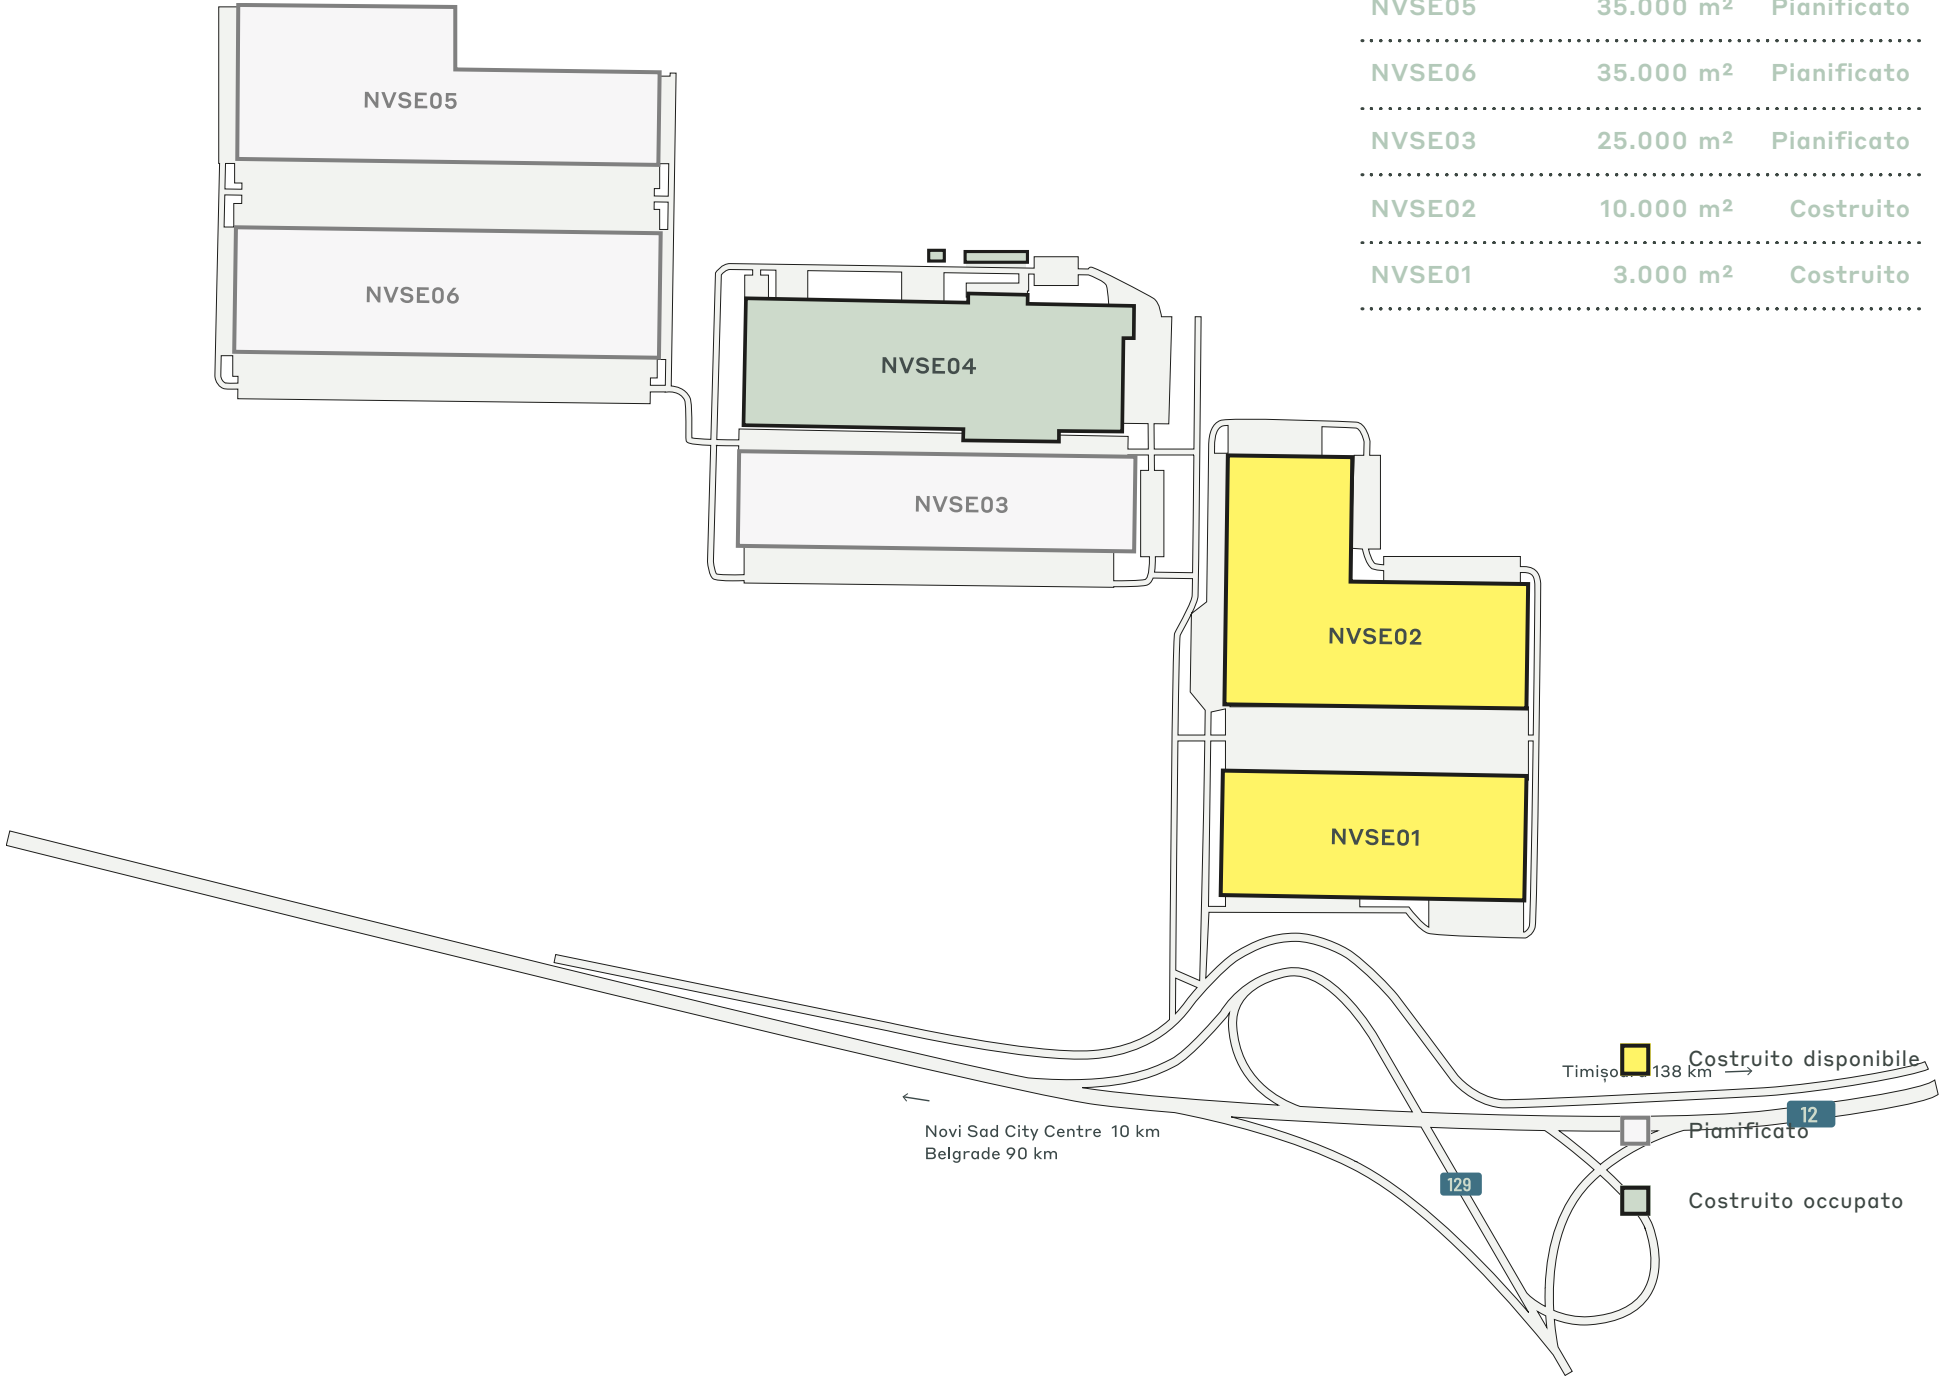 NVSE05 35.000 m² Pianificato
NVSE06 35.000 m² Pianificato
NVSE03 25.000 m² Pianificato
NVSE02 10.000 m² Costruito
NVSE01 3.000 m² Costruito
NVSE05
NVSE06
NVSE04
NVSE03
NVSE02
NVSE01
Costruito disponibile
138 km
12
Novi Sad City Centre 10 km
Belgrade 90 km
Pianificato
129
Costruito occupato